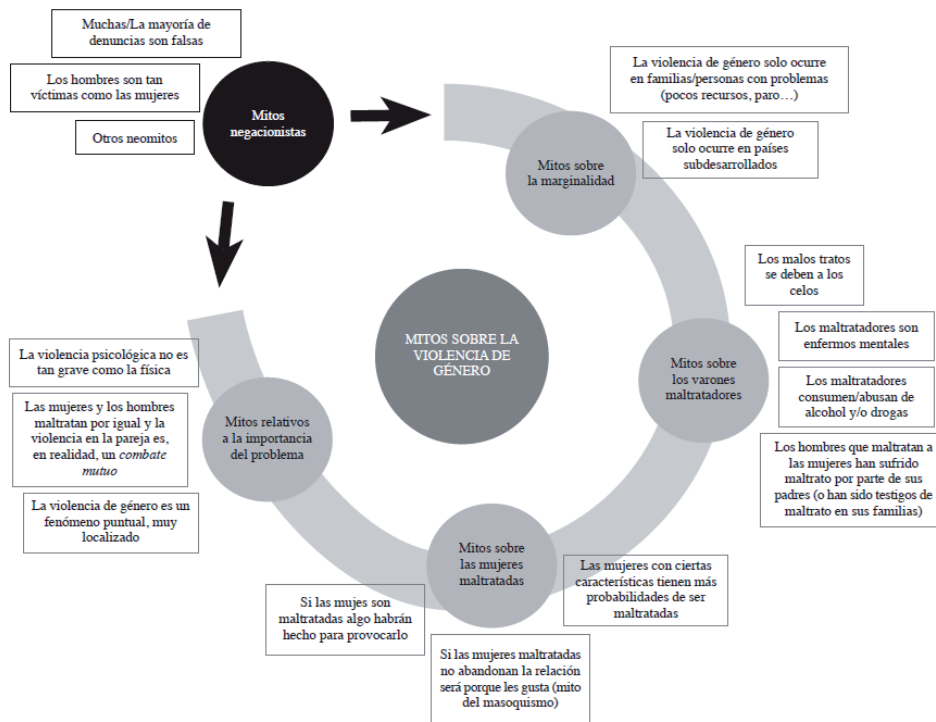 Muchas/La mayoría de
denuncias son falsas
Los hombres son tan
víctimas como las mujeres
Otros neomitos
Mitos
negacionistas
La violencia de género solo ocurre
en familias/personas con problemas
(pocos recursos, paro…)
La violencia de género
solo ocurre en países
subdesarrollados
Mitos sobre
la marginalidad
Los malos tratos
se deben a los
celos
Los maltratadores son
enfermos mentales
Los maltratadores
consumen/abusan de
alcohol y/o drogas
Los hombres que maltratan a
las mujeres han sufrido
maltrato por parte de sus
padres (o han sido testigos de
maltrato en sus familias)
Mitos sobre
los varones
maltratadores
MITOS SOBRE LA
VIOLENCIA DE
GÉNERO
La violencia psicológica no es
tan grave como la física
Las mujeres y los hombres
maltratan por igual y la
violencia en la pareja es,
en realidad, un combate
mutuo
La violencia de género es un
fenómeno puntual, muy
localizado
Mitos relativos
a la importancia
del problema
Mitos sobre
las mujeres
maltratadas
Las mujeres con ciertas
características tienen más
probabilidades de ser
maltratadas
Si las mujes son
maltratadas algo habrán
hecho para provocarlo
Si las mujeres maltratadas
no abandonan la relación
será porque les gusta (mito
del masoquismo)